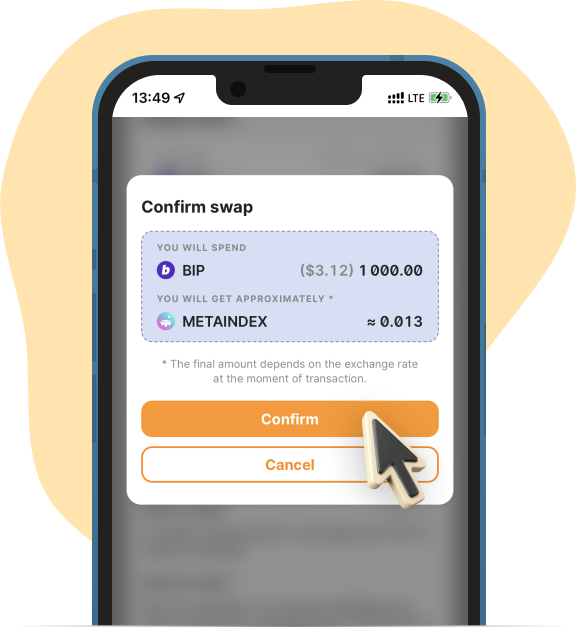 13:49 LTE
Confirm swap
YOU WILL SPEND
b BIP ($3.12) 1 000.00
YOU WILL GET APPROXIMATELY *
METAINDEX ≈ 0.013
* The final amount depends on the exchange rate
at the moment of transaction.
Confirm
Cancel